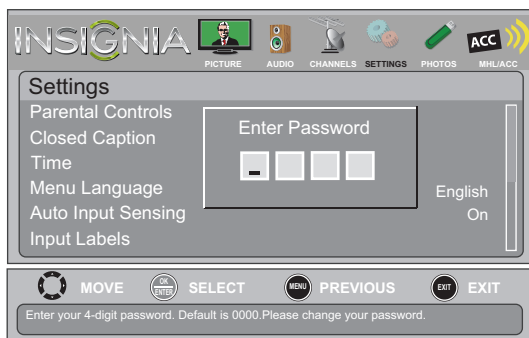 INSIGNIA
PICTURE AUDIO CHANNELS SETTINGS PHOTOS MHL/ACC
ACC
Settings
Parental Controls
Closed Caption
Time
Menu Language English
Auto Input Sensing On
Input Labels
Enter Password
MOVE OK ENTER SELECT MENU PREVIOUS EXIT EXIT
Enter your 4-digit password. Default is 0000.Please change your password.